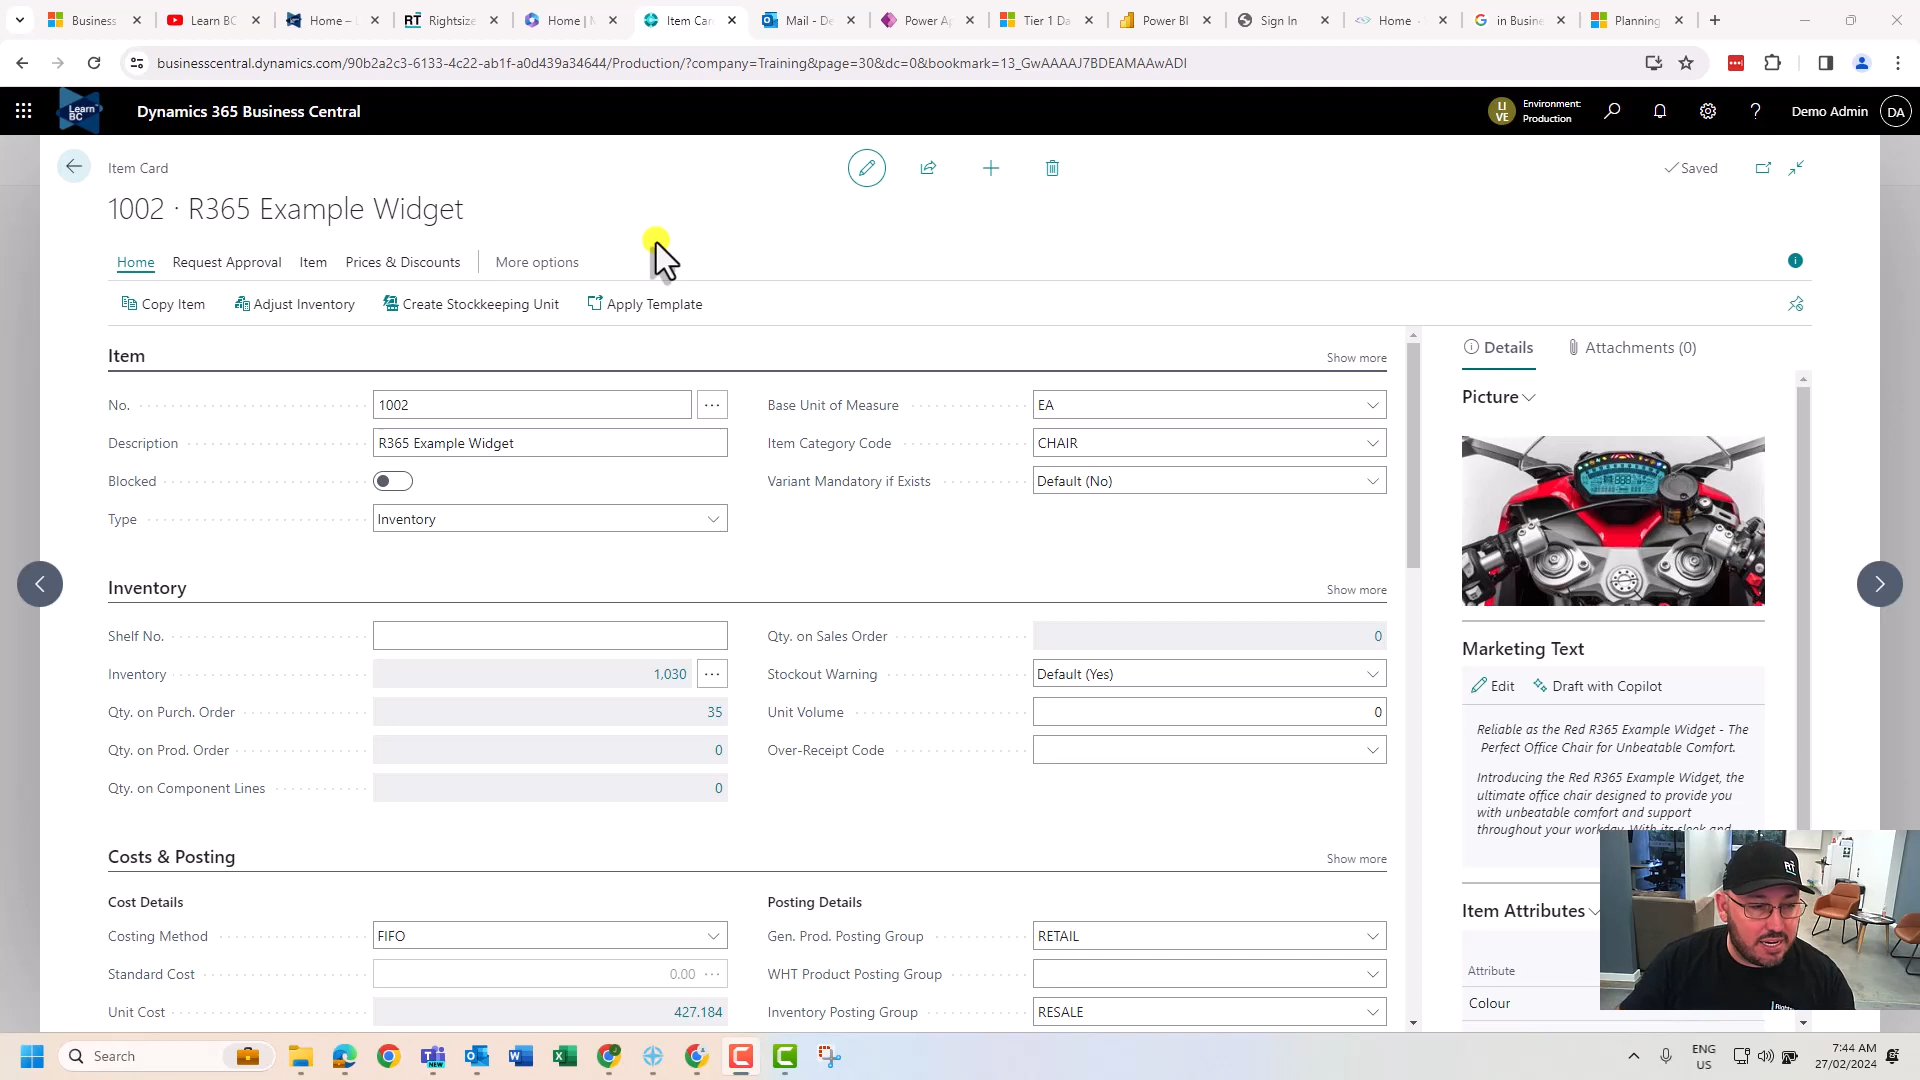 Business
Learn BC
Home –
Rightsize
Home |
Item Car
Mail - De
Power Ap
Tier 1 Da
Power BI
Sign In
Home -
in Busine
Planning
businesscentral.dynamics.com/90b2a2c3-6133-4c22-ab1f-a0d439a34644/Production/?company=Training&page=30&dc=0&bookmark=13_GwAAAAJ7BDEAMAAwADI
Learn BC
Dynamics 365 Business Central
LI VE
Environment: Production
Demo Admin
DA
Item Card
Saved
1002 · R365 Example Widget
Home
Request Approval
Item
Prices & Discounts
More options
Copy Item
Adjust Inventory
Create Stockkeeping Unit
Apply Template
Item
Show more
No.
1002
Description
R365 Example Widget
Blocked
Type
Inventory
Base Unit of Measure
EA
Item Category Code
CHAIR
Variant Mandatory if Exists
Default (No)
Inventory
Show more
Shelf No.
Inventory
1,030
Qty. on Purch. Order
35
Qty. on Prod. Order
0
Qty. on Component Lines
0
Qty. on Sales Order
0
Stockout Warning
Default (Yes)
Unit Volume
0
Over-Receipt Code
Costs & Posting
Show more
Cost Details
Costing Method
FIFO
Standard Cost
0.00
Unit Cost
427.184
Posting Details
Gen. Prod. Posting Group
RETAIL
WHT Product Posting Group
Inventory Posting Group
RESALE
Details
Attachments (0)
Picture
Marketing Text
Edit
Draft with Copilot
Reliable as the Red R365 Example Widget - The
Perfect Office Chair for Unbeatable Comfort.
Introducing the Red R365 Example Widget, the
ultimate office chair designed to provide you
with unbeatable comfort and support
throughout your workday. With its sleek and
Item Attributes
Attribute
Colour
Search
ENG
US
7:44 AM
27/02/2024